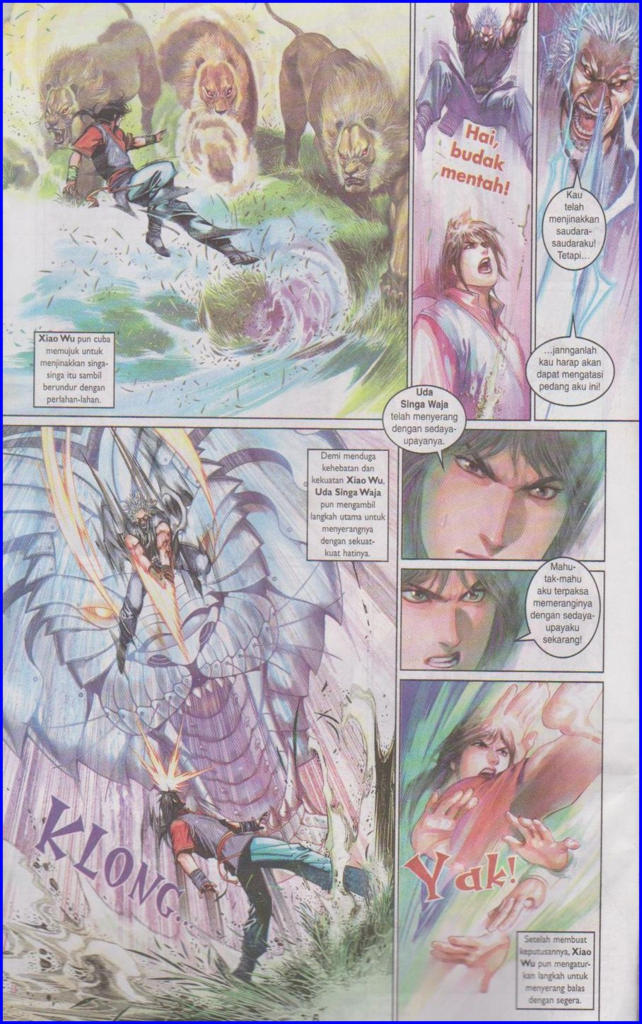 Xiao Wu pun cuba
memujuk untuk
menjinakkan singa-
singa itu sambil
berundur dengan
perlahan-lahan.
Hai,
budak
mentah!
Kau
telah
menjinakkan
saudara-
saudaraku!
Tetapi...
...jannganlah
kau harap akan
dapat mengatasi
pedang aku ini!
Demi menduga
kehebatan dan
kekuatan Xiao Wu,
Uda Singa Waja
pun mengambil
langkah utama untuk
menyerangnya
dengan sekuat-
kuat hatinya.
KLONG...
Uda
Singa Waja
telah menyerang
dengan sedaya-
upayanya.
Mahu-
tak-mahu
aku terpaksa
memeranginya
dengan sedaya-
upayaku
sekarang!
Yak!
Setelah membuat
keputusannya, Xiao
Wu pun mengatur-
kan langkah untuk
menyerang balas
dengan segera.